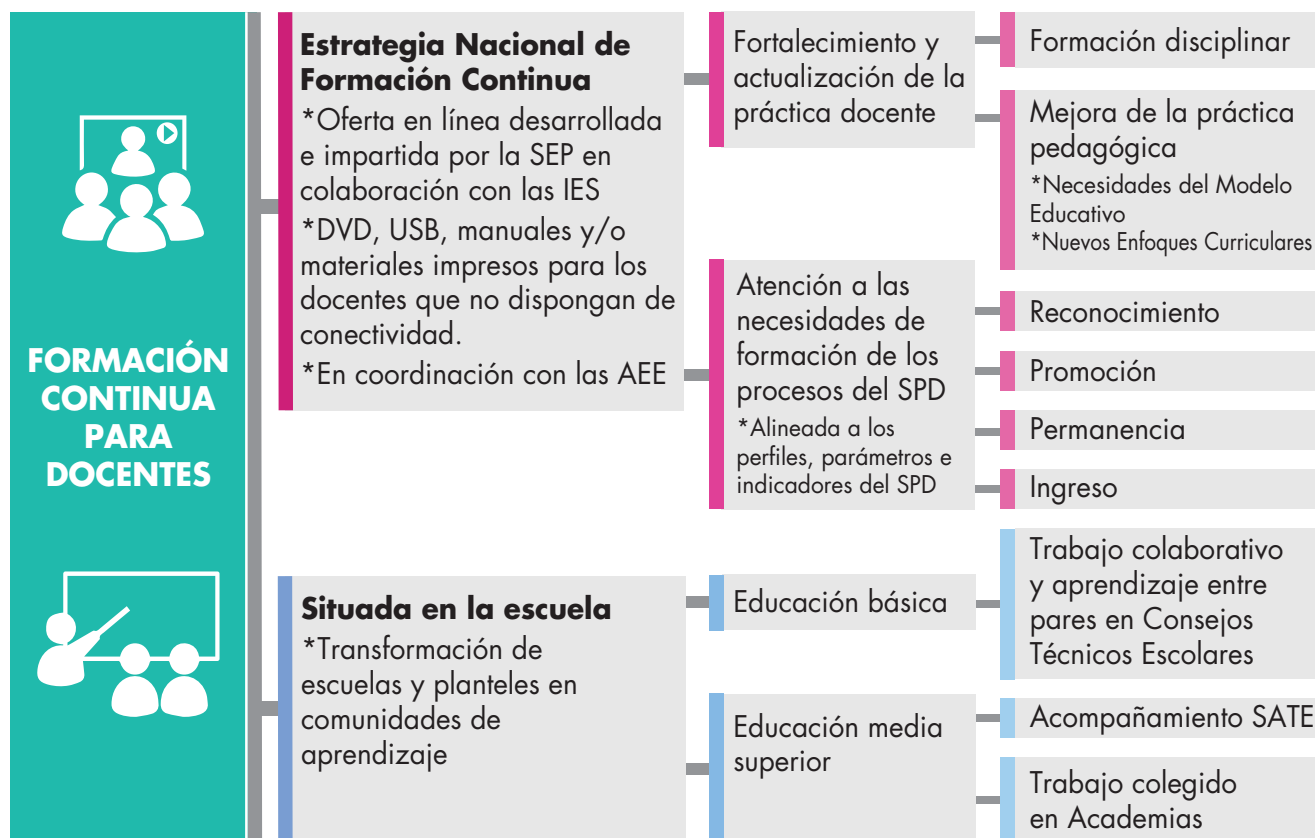 FORMACIÓN
CONTINUA
PARA
DOCENTES
Estrategia Nacional de
Formación Continua
*Oferta en línea desarrollada
e impartida por la SEP en
colaboración con las IES
*DVD, USB, manuales y/o
materiales impresos para los
docentes que no dispongan de
conectividad.
*En coordinación con las AEE
Fortalecimiento y
actualización de la
práctica docente
Formación disciplinar
Mejora de la práctica
pedagógica
*Necesidades del Modelo
Educativo
*Nuevos Enfoques Curriculares
Atención a las
necesidades de
formación de los
procesos del SPD
*Alineada a los
perfiles, parámetros e
indicadores del SPD
Reconocimiento
Promoción
Permanencia
Ingreso
Situada en la escuela
*Transformación de
escuelas y planteles en
comunidades de
aprendizaje
Educación básica
Trabajo colaborativo
y aprendizaje entre
pares en Consejos
Técnicos Escolares
Educación media
superior
Acompañamiento SATE
Trabajo colegido
en Academias